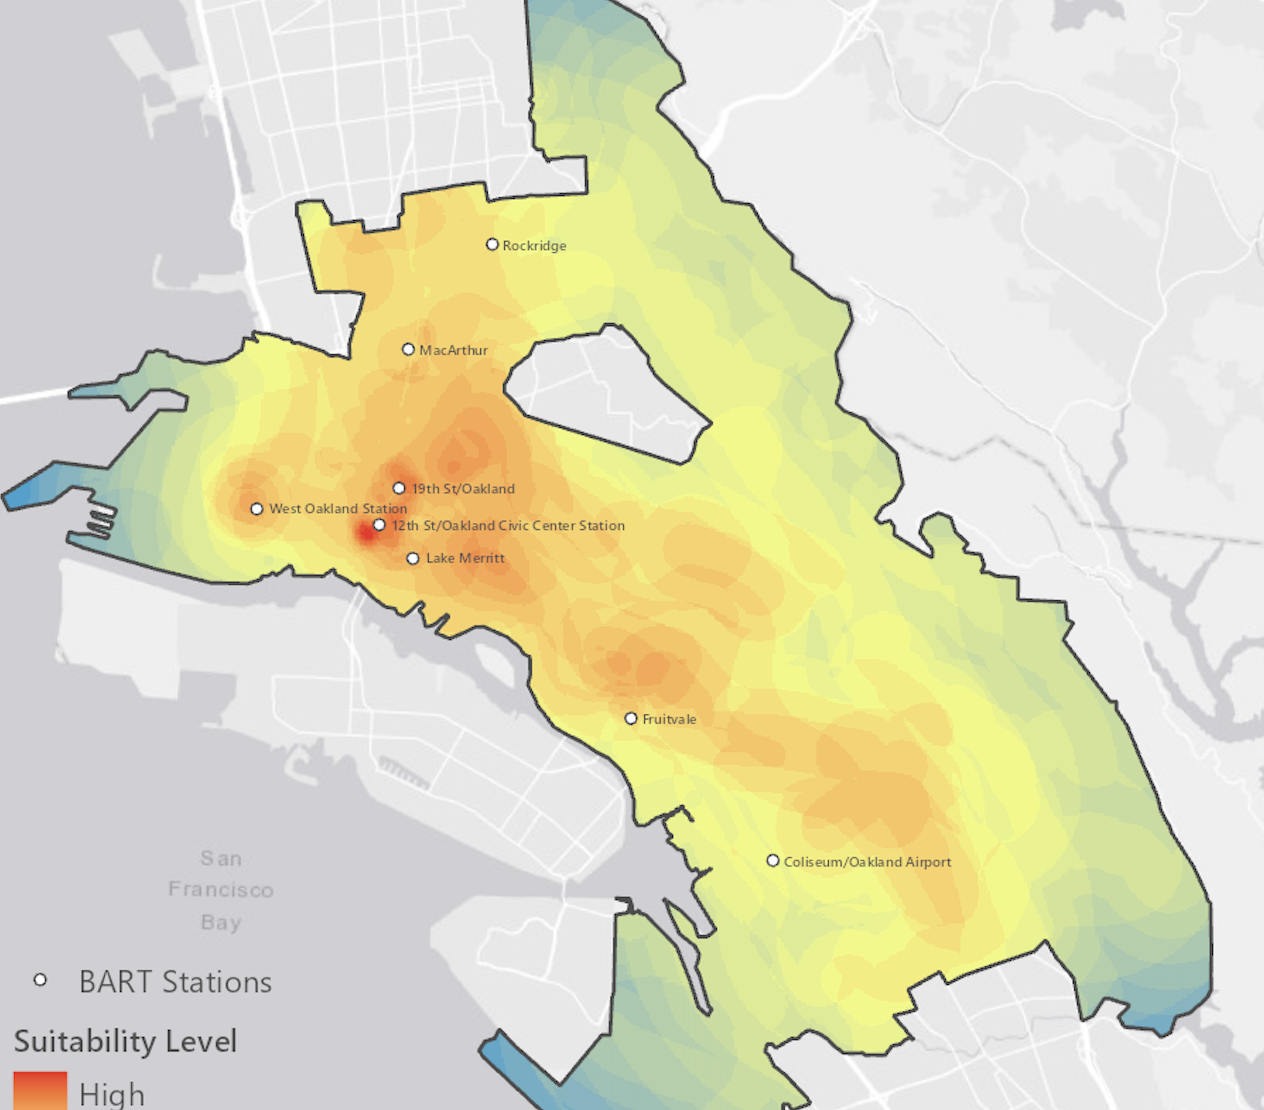 Rockridge
MacArthur
19th St/Oakland
West Oakland Station
12th St/Oakland Civic Center Station
Lake Merritt
Fruitvale
Coliseum/Oakland Airport
San
Francisco
Bay
BART Stations
Suitability Level
High